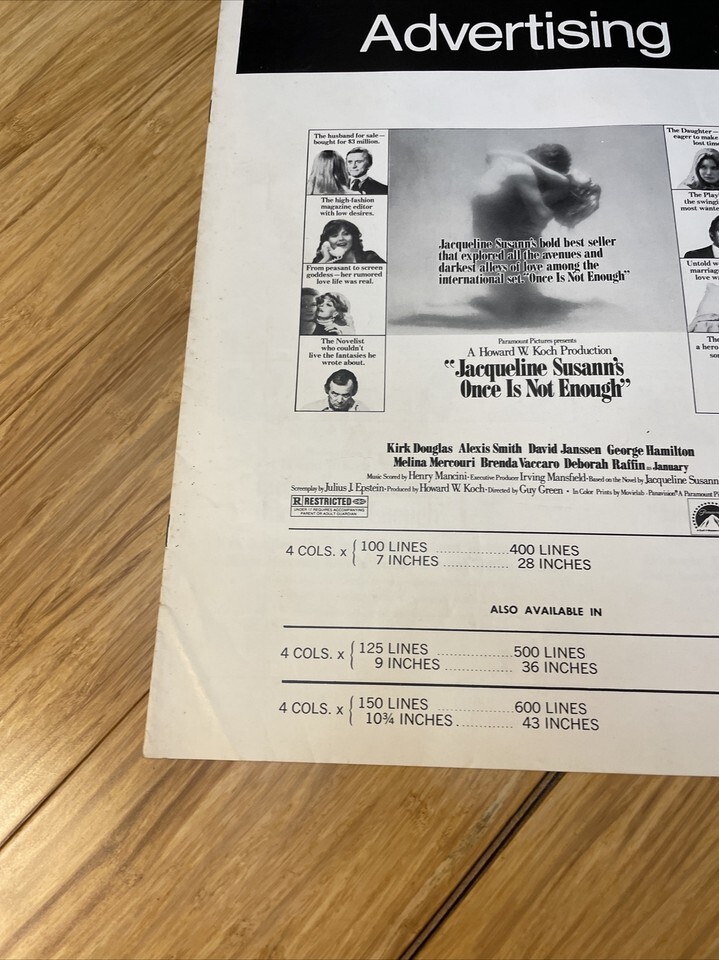 Advertising
The husband for sale—
bought for $3 million.
The high-fashion
magazine editor
with low desires.
From peasant to screen
goddess—her rumored
love life was real.
The Novelist
who couldn't
live the fantasies he
wrote about.
Jacqueline Susann's bold best seller
that explored all the avenues and
darkest alleys of love among the
international set. "Once Is Not Enough"
The Daughter—
eager to make
lost time
The
the
most
Untold
love
The
a hero
Paramount Pictures presents
A Howard W. Koch Production
"Jacqueline Susann's
Once Is Not Enough"
Kirk Douglas Alexis Smith David Janssen George Hamilton
Melina Mercouri Brenda Vaccaro Deborah Raffin as January
Music Scored by Henry Mancini·Executive Producer Irving Mansfield·Based on the Novel by Jacqueline Susann
Screenplay by Julius J. Epstein·Produced by Howard W. Koch·Directed by Guy Green · In Color Prints by Movielab·Panavision® A Paramount
R RESTRICTED
UNDER 17 REQUIRES ACCOMPANYING
PARENT OR ADULT GUARDIAN
4 COLS. x { 100 LINES ............... 400 LINES
7 INCHES ............... 28 INCHES
ALSO AVAILABLE IN
4 COLS. x { 125 LINES ............... 500 LINES
9 INCHES ............... 36 INCHES
4 COLS. x { 150 LINES ............... 600 LINES
10¾ INCHES ............... 43 INCHES